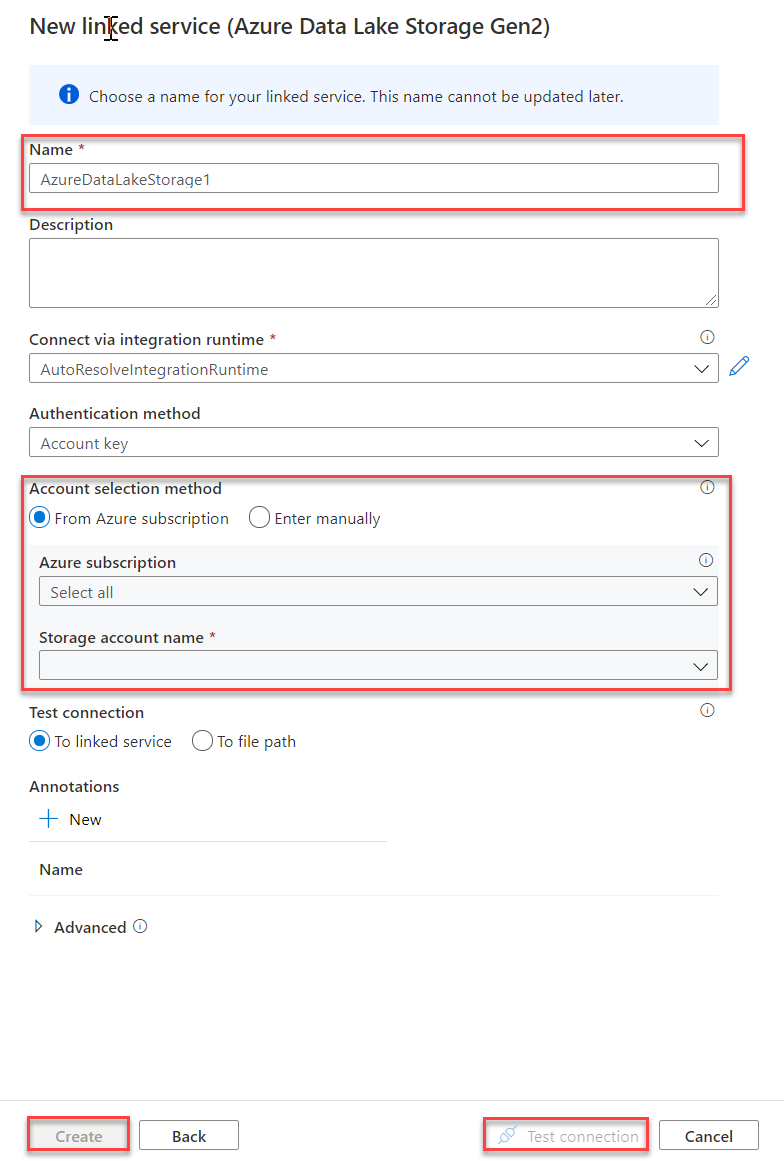 New linked service (Azure Data Lake Storage Gen2)
Choose a name for your linked service. This name cannot be updated later.
Name *
AzureDataLakeStorage1
Description
Connect via integration runtime *
AutoResolveIntegrationRuntime
Authentication method
Account key
Account selection method
From Azure subscription Enter manually
Azure subscription
Select all
Storage account name *
Test connection
To linked service To file path
Annotations
New
Name
Advanced
Create Back Test connection Cancel